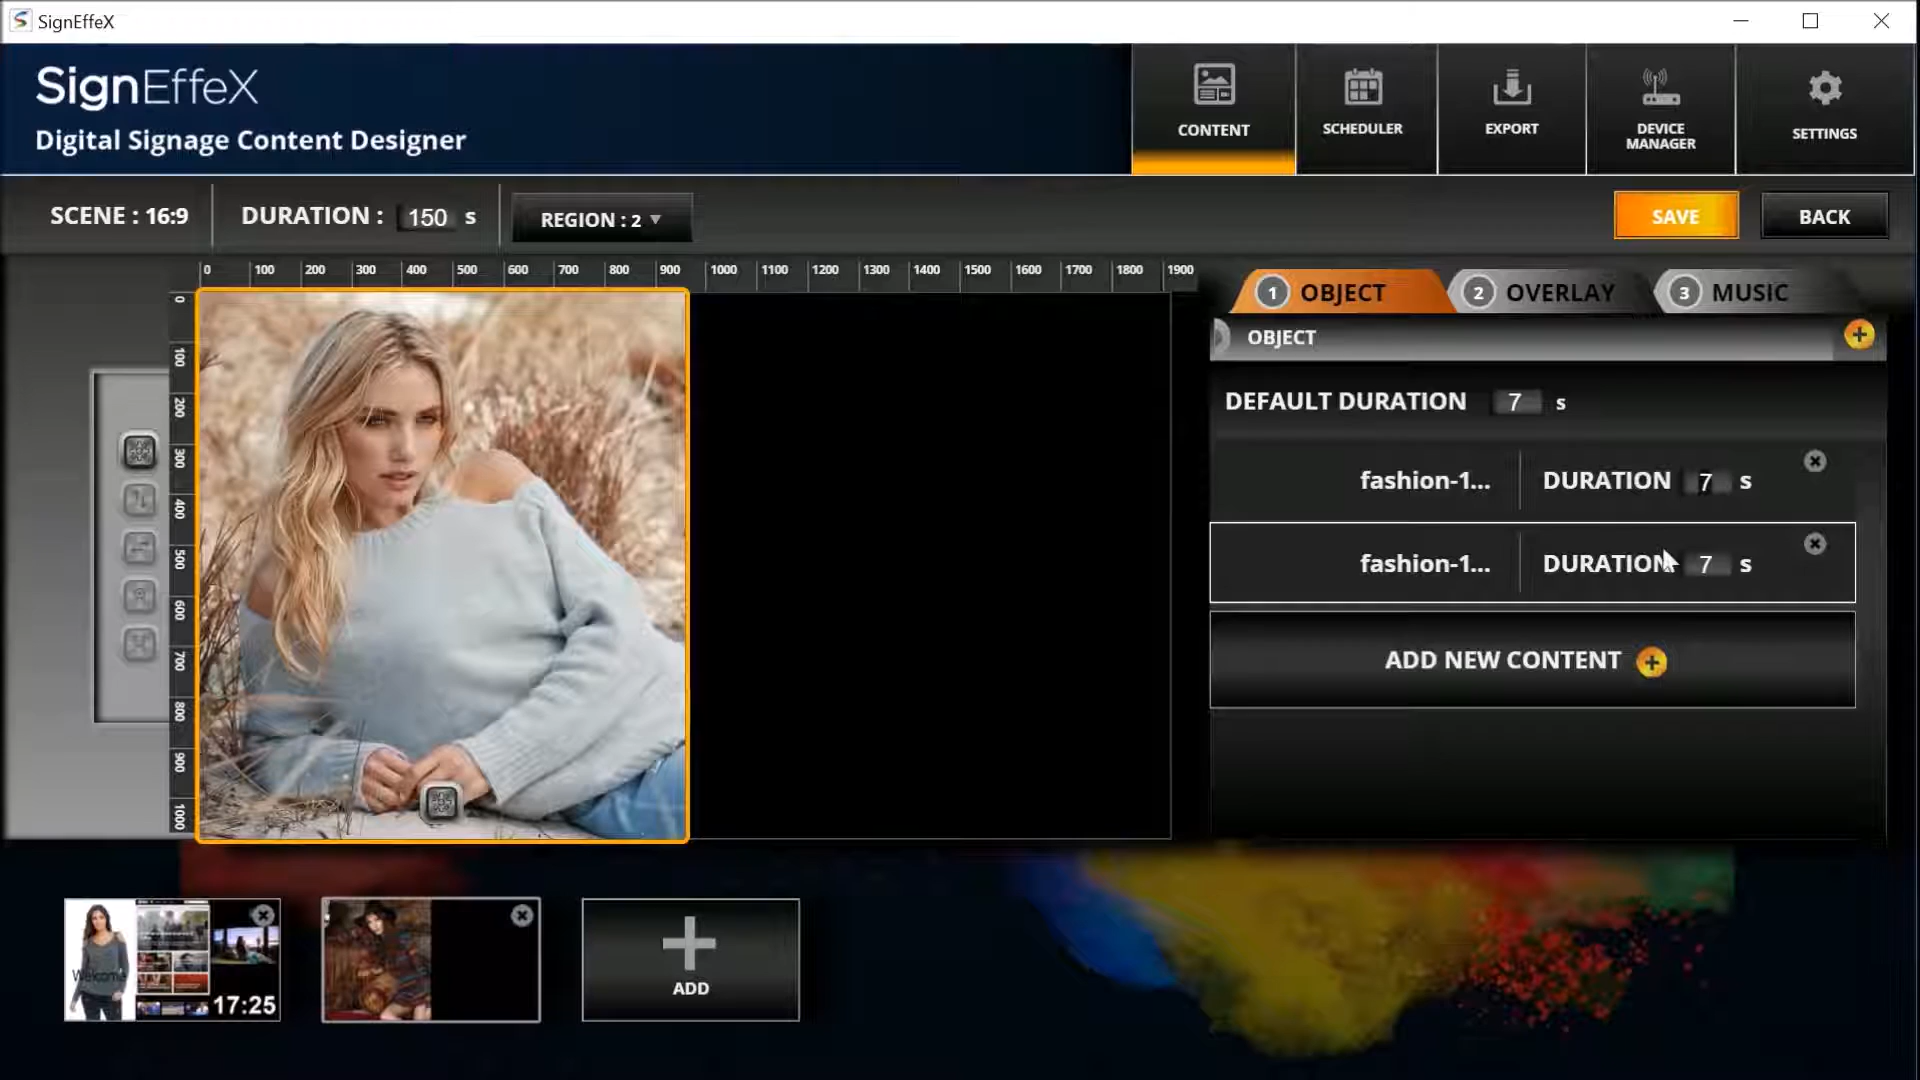 SignEffeX
SignEffeX
Digital Signage Content Designer
CONTENT
SCHEDULER
EXPORT
DEVICE
MANAGER
SETTINGS
SCENE : 16:9
DURATION : 150 s
REGION : 2
SAVE
BACK
0 100 200 300 400 500 600 700 800 900 1000 1100 1200 1300 1400 1500 1600 1700 1800 1900
0
100
200
300
400
500
600
700
800
900
1000
1 OBJECT
2 OVERLAY
3 MUSIC
OBJECT
DEFAULT DURATION 7 s
fashion-1... DURATION 7 s
fashion-1... DURATION 7 s
ADD NEW CONTENT
Welcome
17:25
ADD